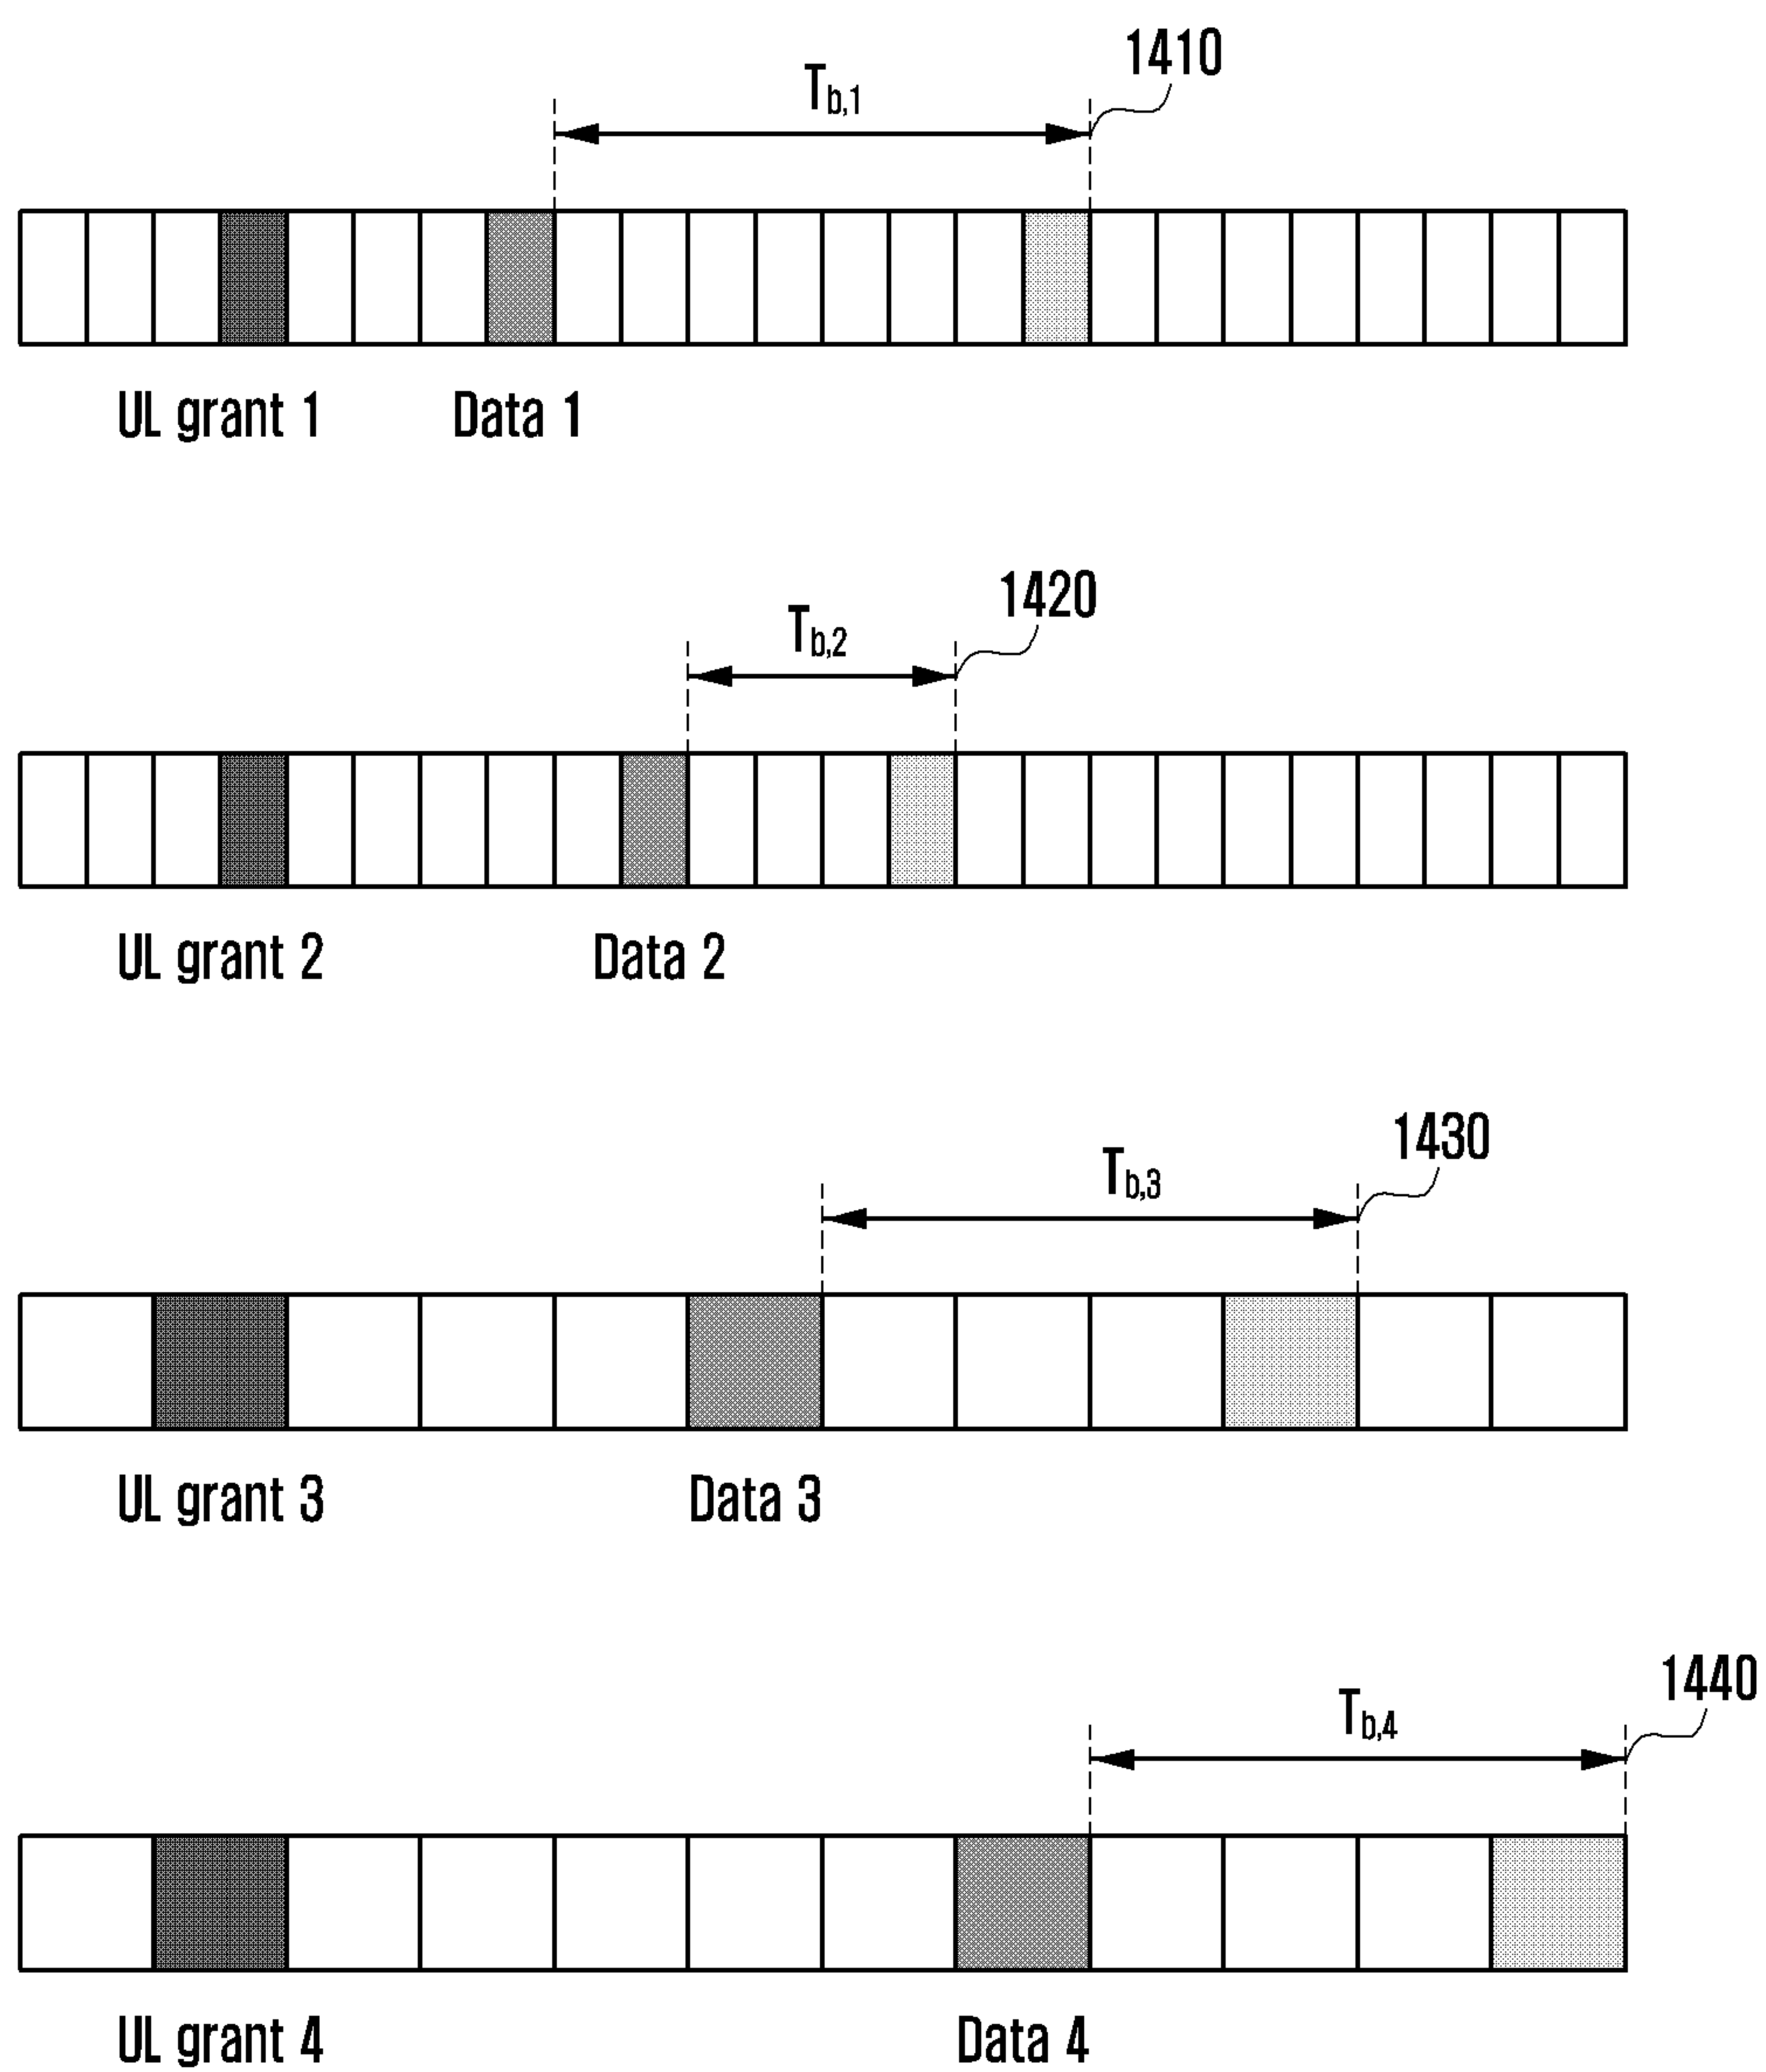 1410
Tb,1
UL grant 1 Data 1
1420
Tb,2
UL grant 2 Data 2
1430
Tb,3
UL grant 3 Data 3
1440
Tb,4
UL grant 4 Data 4